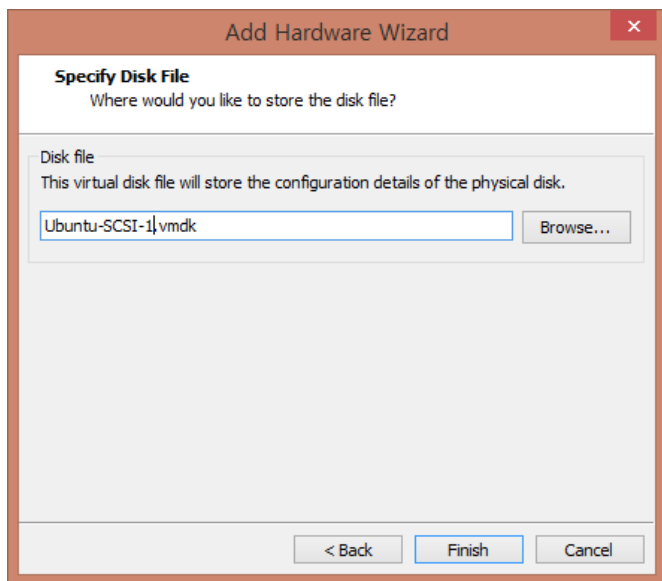 Add Hardware Wizard
Specify Disk File
Where would you like to store the disk file?
Disk file
This virtual disk file will store the configuration details of the physical disk.
Ubuntu-SCSI-1.vmdk
Browse...
< Back
Finish
Cancel